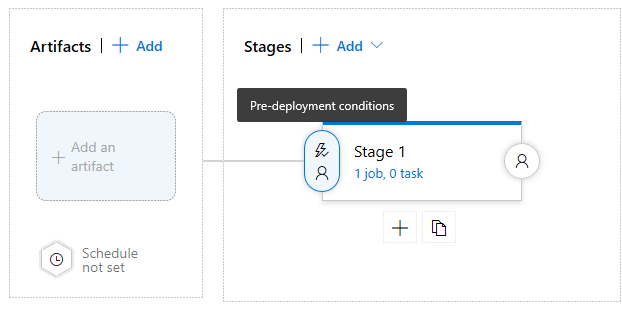 Artifacts | + Add
Stages | + Add
Pre-deployment conditions
+ Add an
artifact
Stage 1
1 job, 0 task
Schedule
not set